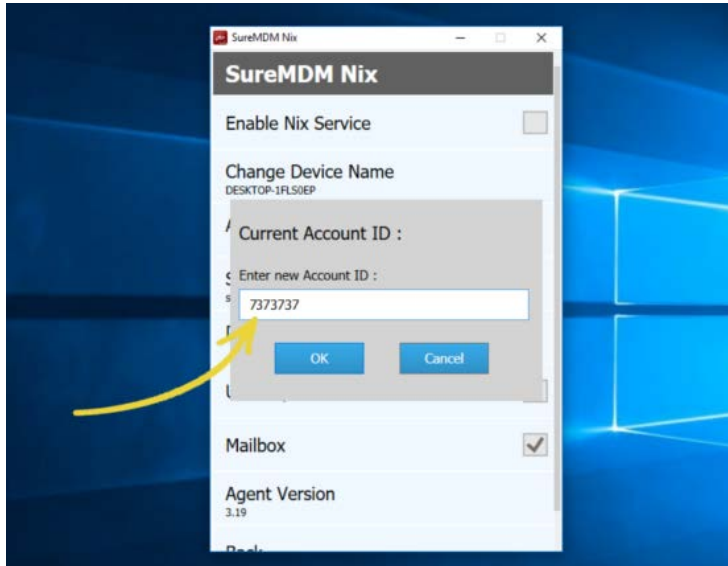 SureMDM Nix
SureMDM Nix
Enable Nix Service
Change Device Name
DESKTOP-1FLS0EP
Current Account ID :
Enter new Account ID :
7373737
OK
Cancel
Mailbox
Agent Version
3.19